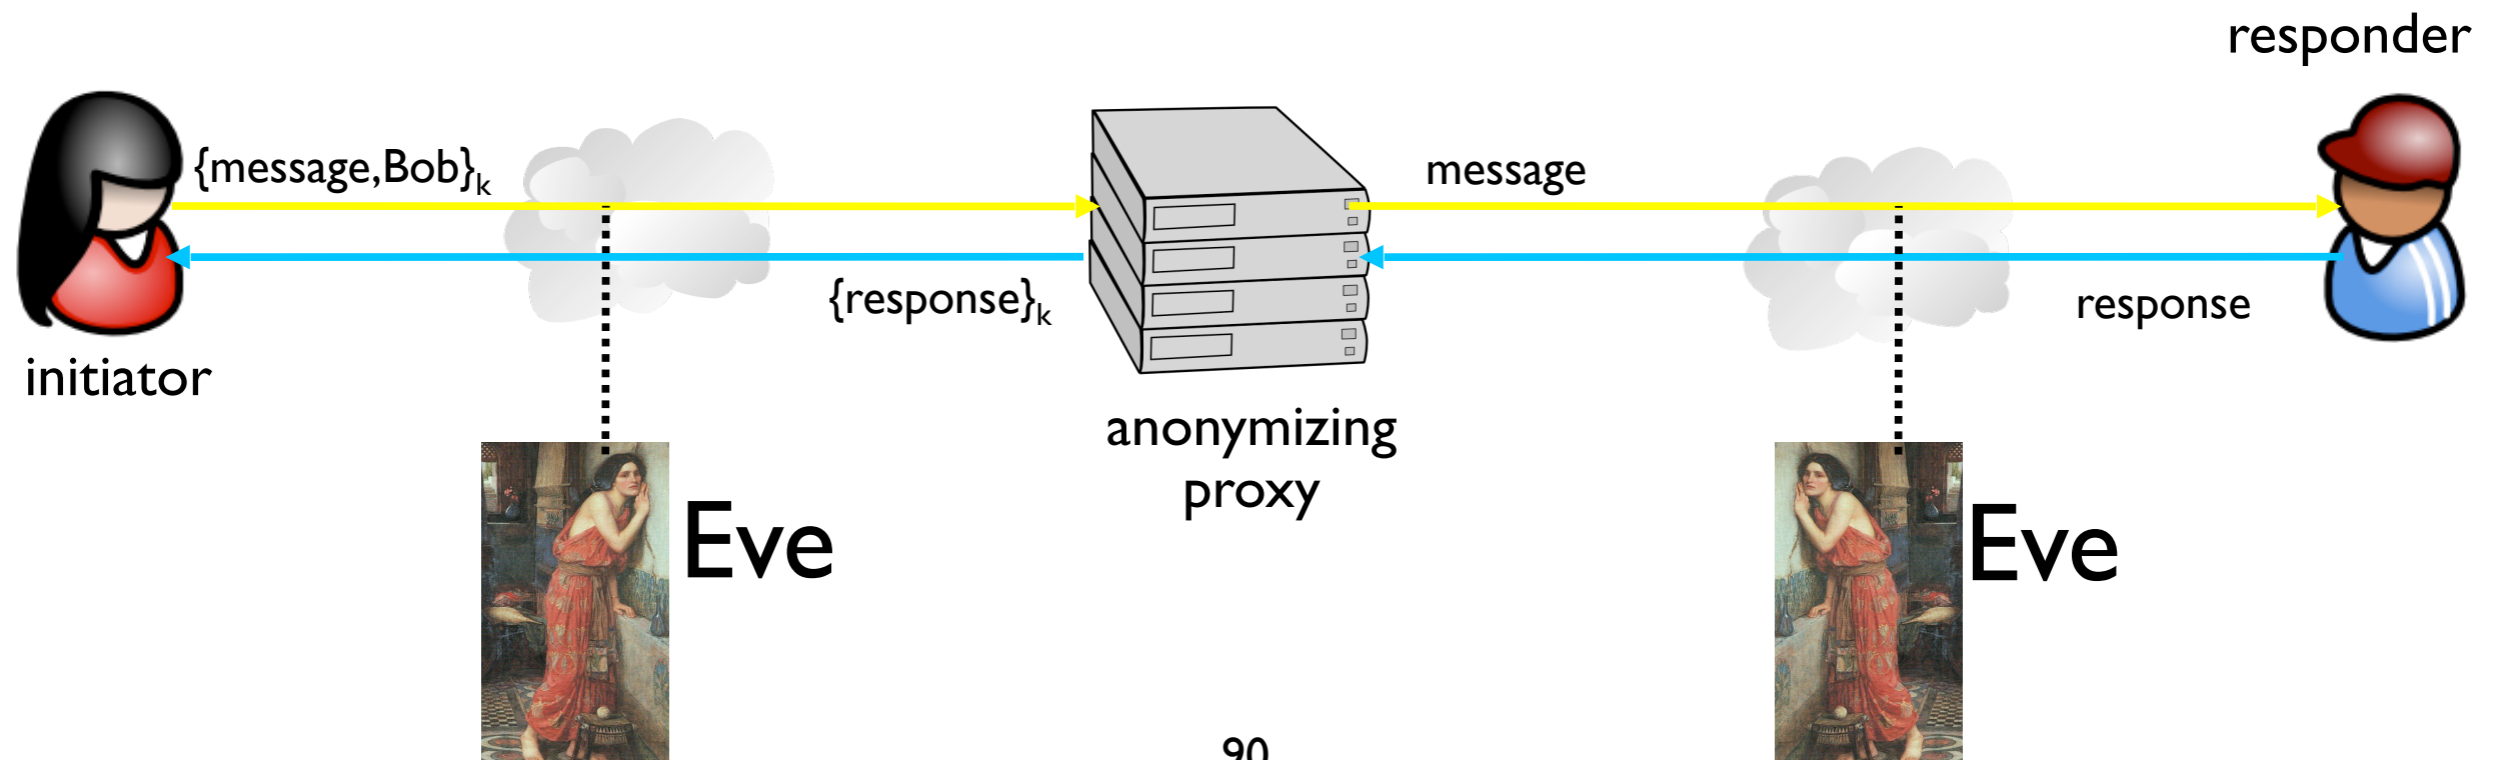 responder
{message,Bob}k
message
{response}k
response
initiator
anonymizing
proxy
Eve
Eve
90